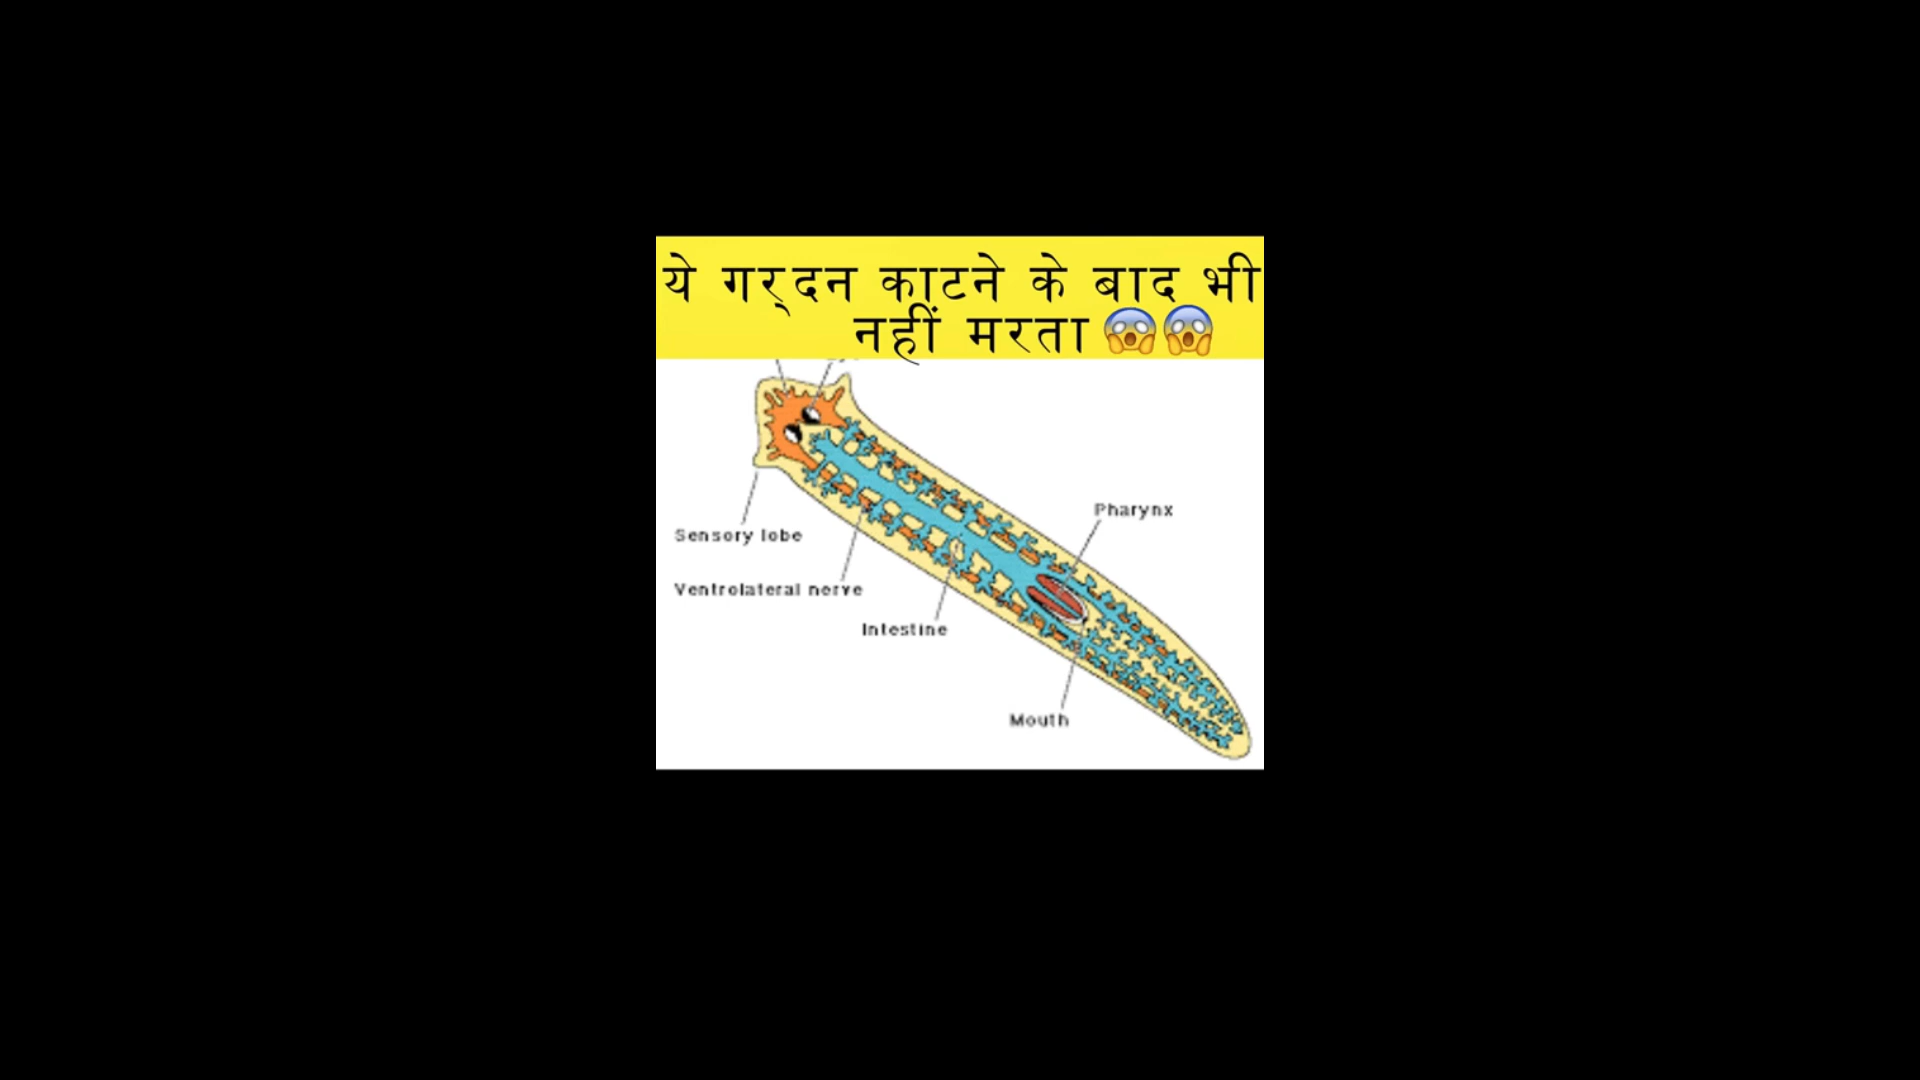 ये गर्दन काटने के बाद भी
नहीं मरता 😱😱
Pharynx
Sensory lobe
Ventrolateral nerve
Intestine
Mouth